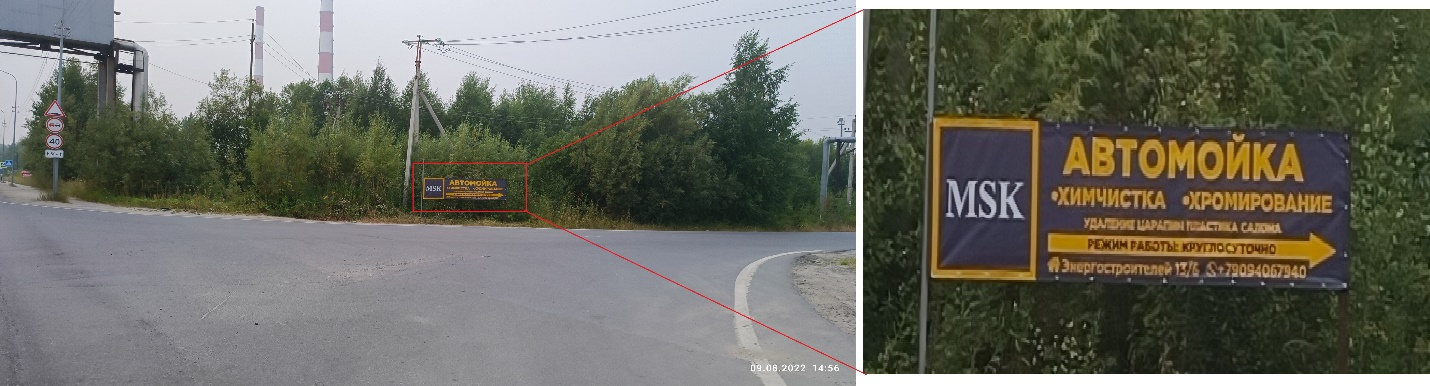 40
MSK
АВТОМОЙКА
•ХИМЧИСТКА •ХРОМИРОВАНИЕ
УДАЛЕНИЕ ЦАРАПИН ПЛАСТИКА САЛОНА
РЕЖИМ РАБОТЫ: КРУГЛОСУТОЧНО
Энергостроителей 13/6 +79094067940
09.08.2022 14:56